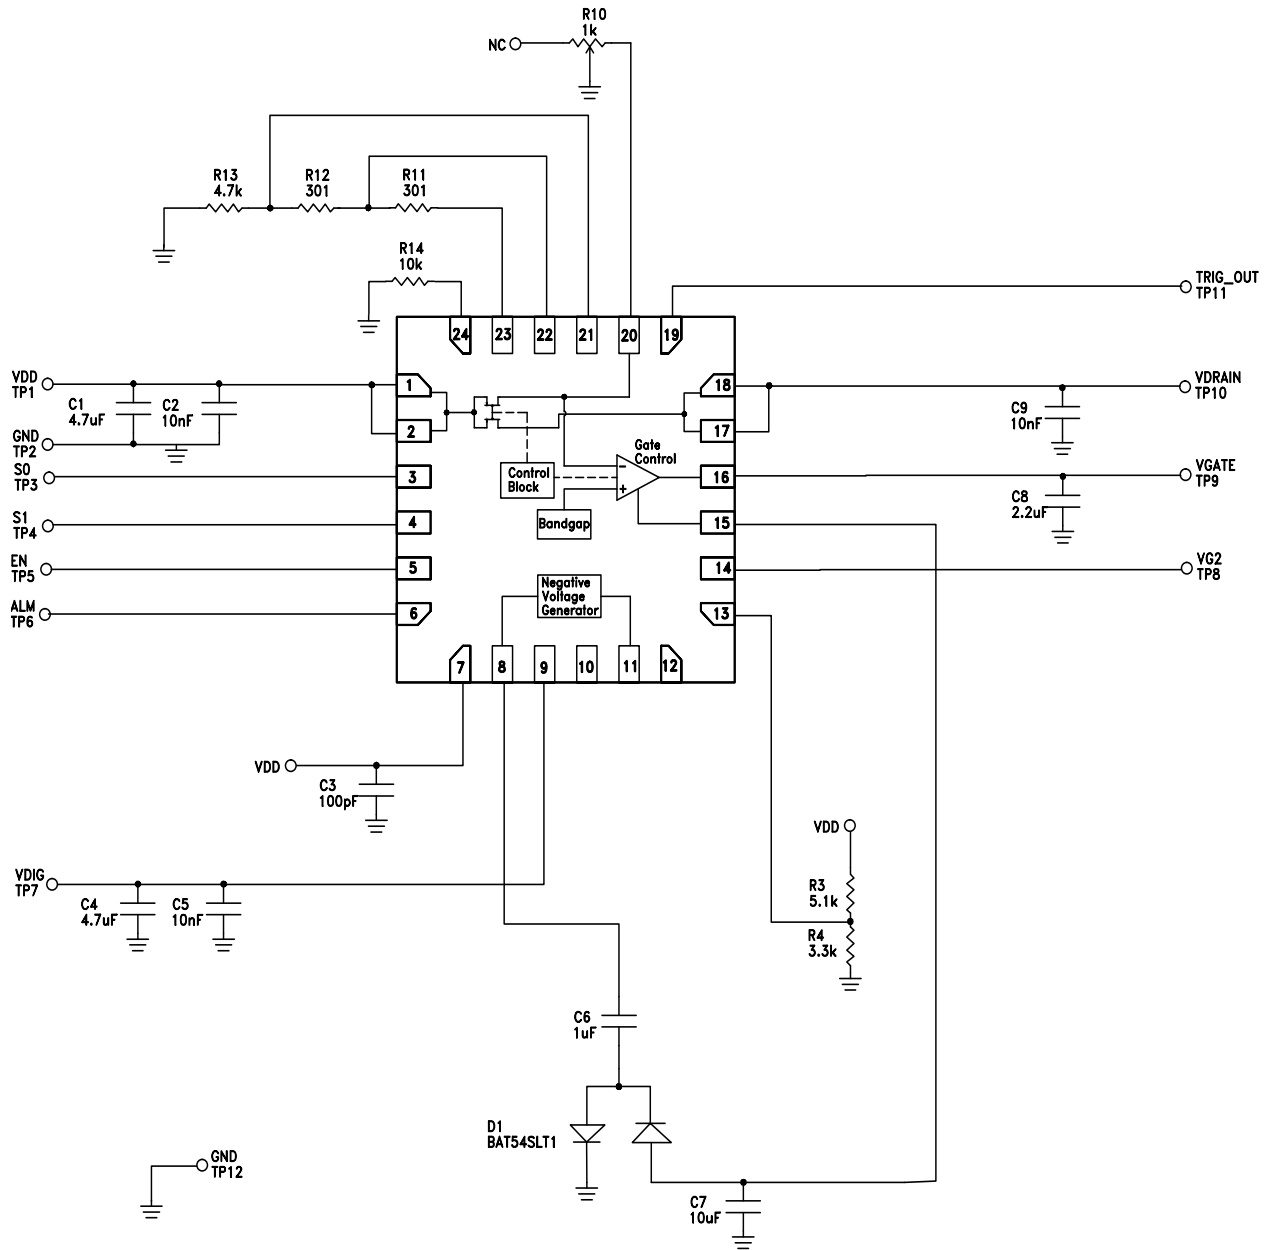 R10
1k
NC
R13
4.7k
R12
301
R11
301
R14
10k
TRIG_OUT
TP11
24
23
22
21
20
19
VDD
TP1
C1
4.7uF
C2
10nF
1
18
VDRAIN
TP10
C9
10nF
GND
TP2
2
17
Gate
Control
S0
TP3
3
Control
Block
−
+
16
VGATE
TP9
C8
2.2uF
S1
TP4
4
Bandgap
15
EN
TP5
5
Negative
Voltage
Generator
14
VG2
TP8
ALM
TP6
6
13
7
8
9
10
11
12
VDD
C3
100pF
VDD
R3
5.1k
R4
3.3k
VDIG
TP7
C4
4.7uF
C5
10nF
C6
1uF
D1
BAT54SLT1
GND
TP12
C7
10uF